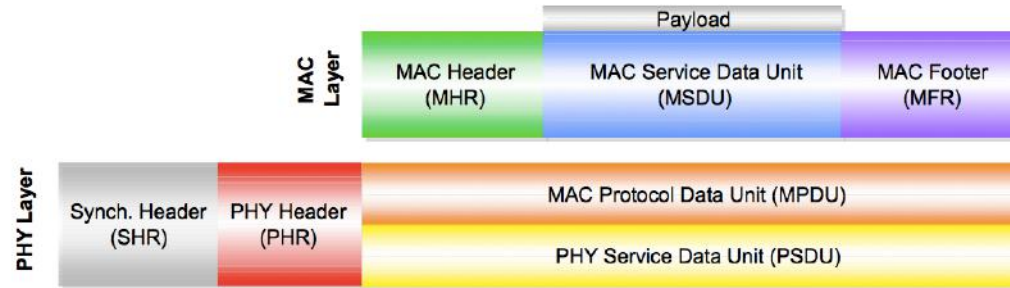 Payload
MAC
Layer
MAC Header
(MHR)
MAC Service Data Unit
(MSDU)
MAC Footer
(MFR)
PHY Layer
Synch. Header
(SHR)
PHY Header
(PHR)
MAC Protocol Data Unit (MPDU)
PHY Service Data Unit (PSDU)